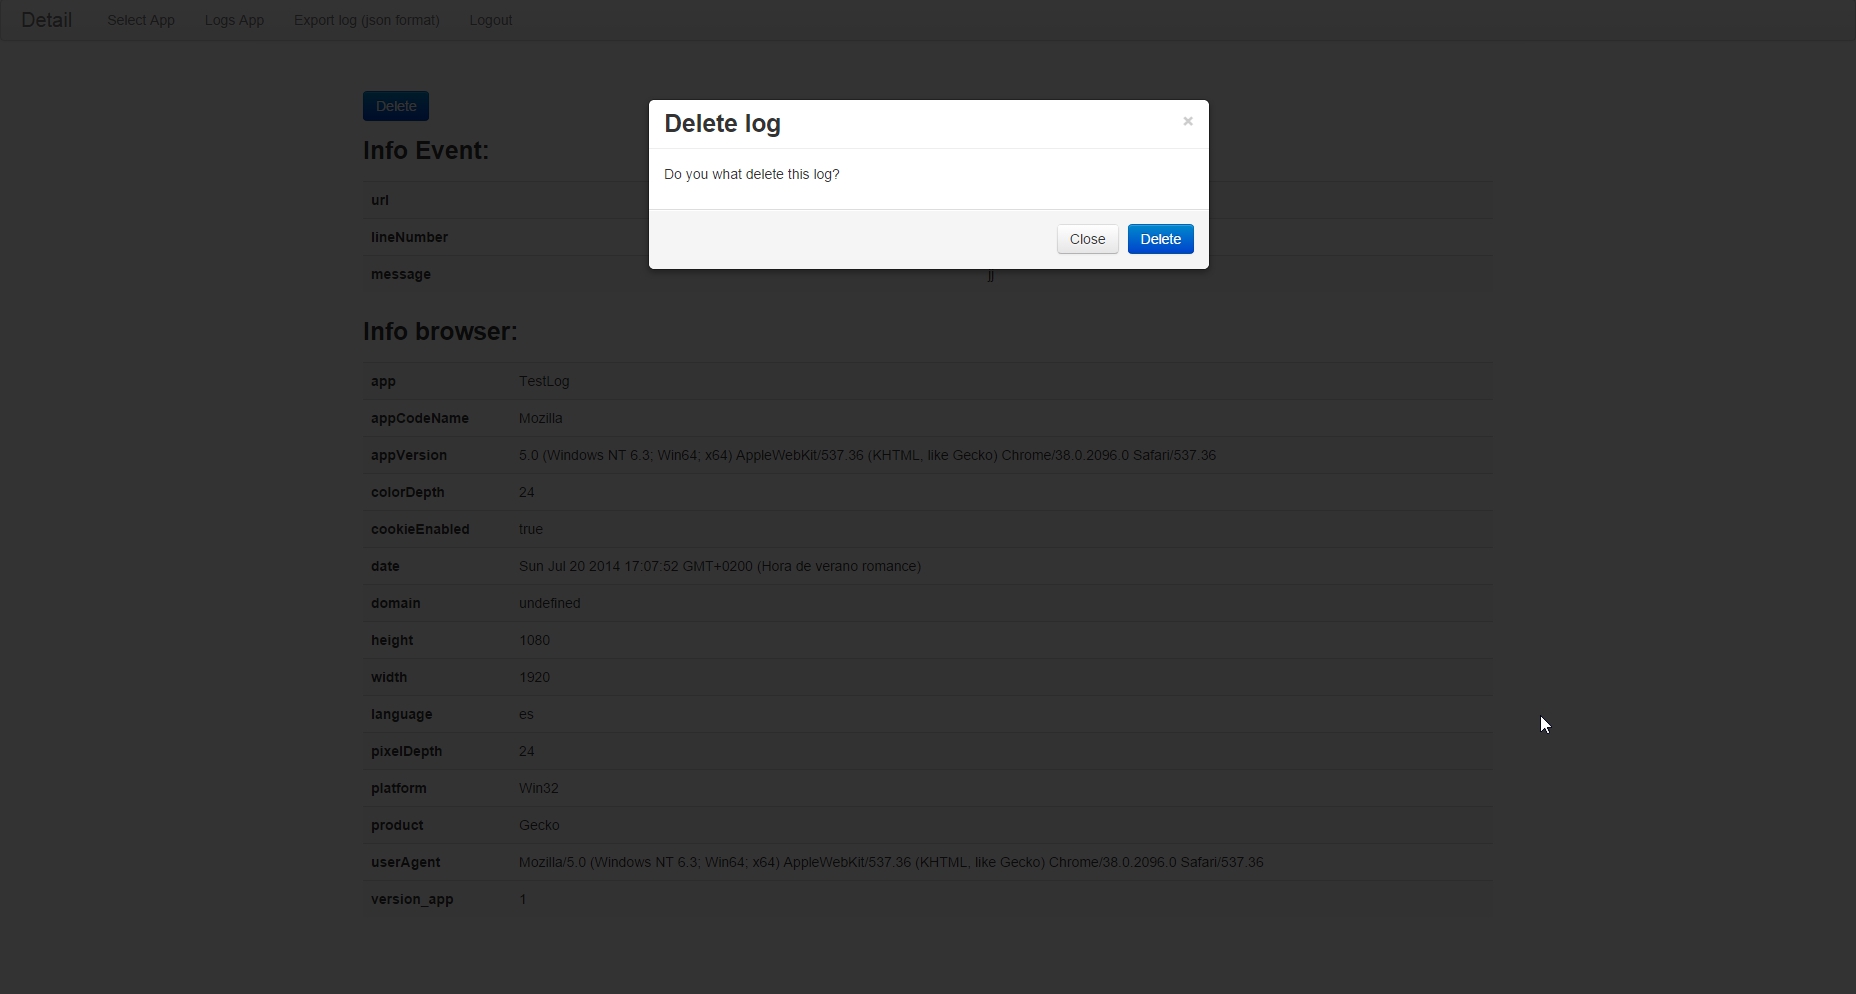 Detail Select App Logs App Export log (json format) Logout
Delete
Delete log ×
Do you what delete this log?
Close Delete
Info Event:
url
lineNumber
message
Info browser:
app TestLog
appCodeName Mozilla
appVersion 5.0 (Windows NT 6.3; Win64; x64) AppleWebKit/537.36 (KHTML, like Gecko) Chrome/38.0.2096.0 Safari/537.36
colorDepth 24
cookieEnabled true
date Sun Jul 20 2014 17:07:52 GMT+0200 (Hora de verano romance)
domain undefined
height 1080
width 1920
language es
pixelDepth 24
platform Win32
product Gecko
userAgent Mozilla/5.0 (Windows NT 6.3; Win64; x64) AppleWebKit/537.36 (KHTML, like Gecko) Chrome/38.0.2096.0 Safari/537.36
version_app 1